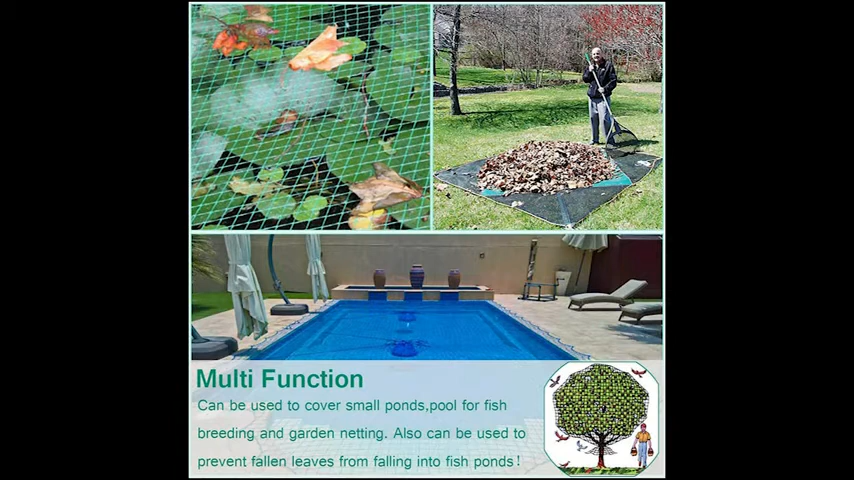 Multi Function
Can be used to cover small ponds,pool for fish
breeding and garden netting. Also can be used to
prevent fallen leaves from falling into fish ponds!